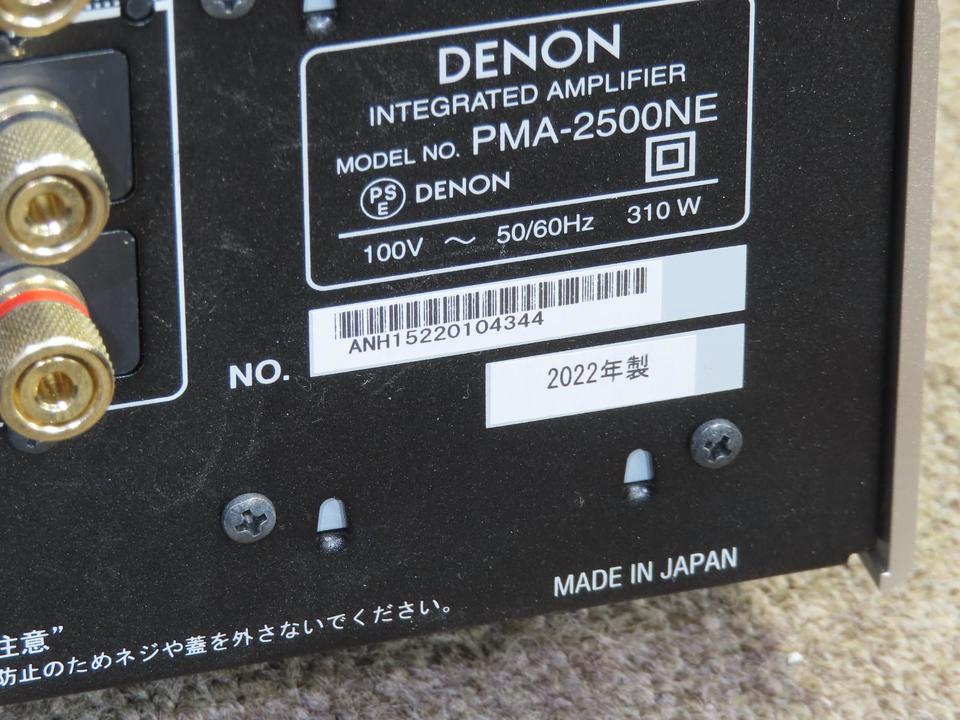 DENON
INTEGRATED AMPLIFIER
MODEL NO. PMA-2500NE
PSE DENON
100V ～ 50/60Hz 310 W
ANH15220104344
NO.
2022年製
MADE IN JAPAN
注意”
防止のためネジや蓋を外さないでください。